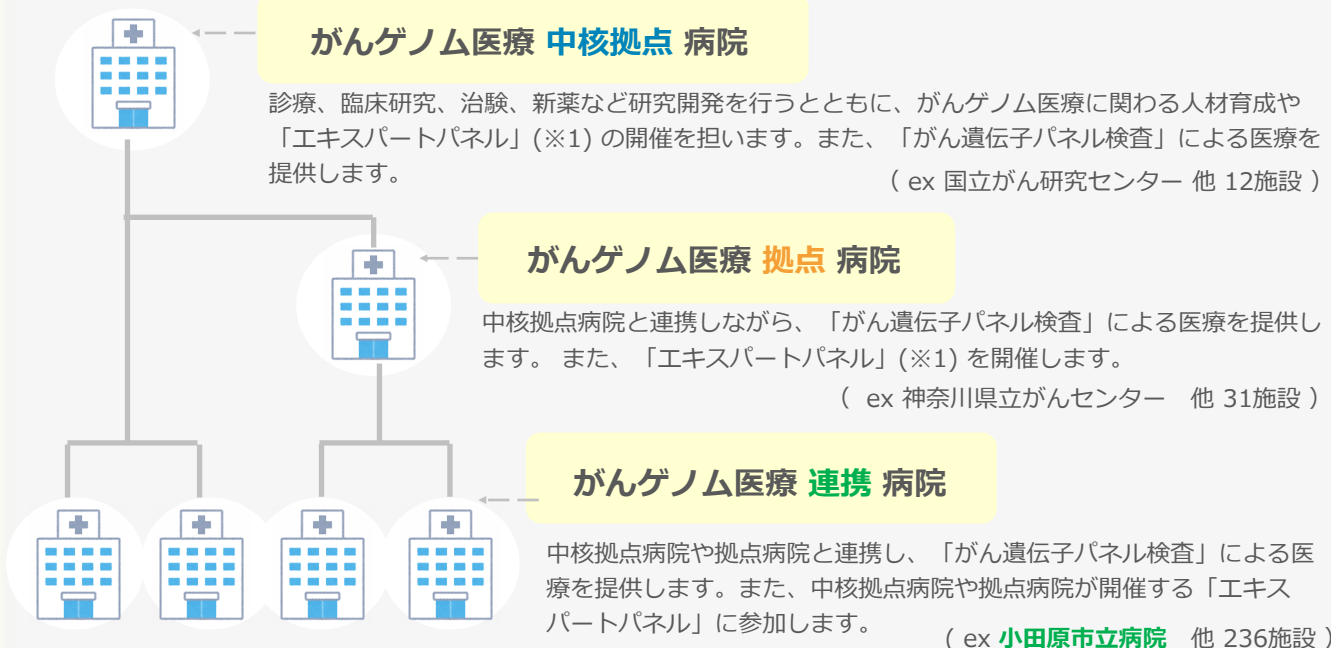 がんゲノム医療 中核拠点 病院
診療、臨床研究、治験、新薬など研究開発を行うとともに、がんゲノム医療に関わる人材育成や
「エキスパートパネル」(※1) の開催を担います。また、「がん遺伝子パネル検査」による医療を
提供します。
( ex 国立がん研究センター 他 12施設 )
がんゲノム医療 拠点 病院
中核拠点病院と連携しながら、「がん遺伝子パネル検査」による医療を提供し
ます。 また、「エキスパートパネル」(※1) を開催します。
( ex 神奈川県立がんセンター　他 31施設 )
がんゲノム医療 連携 病院
中核拠点病院や拠点病院と連携し、「がん遺伝子パネル検査」による医
療を提供します。また、中核拠点病院や拠点病院が開催する「エキス
パートパネル」に参加します。
( ex 小田原市立病院　他 236施設 )